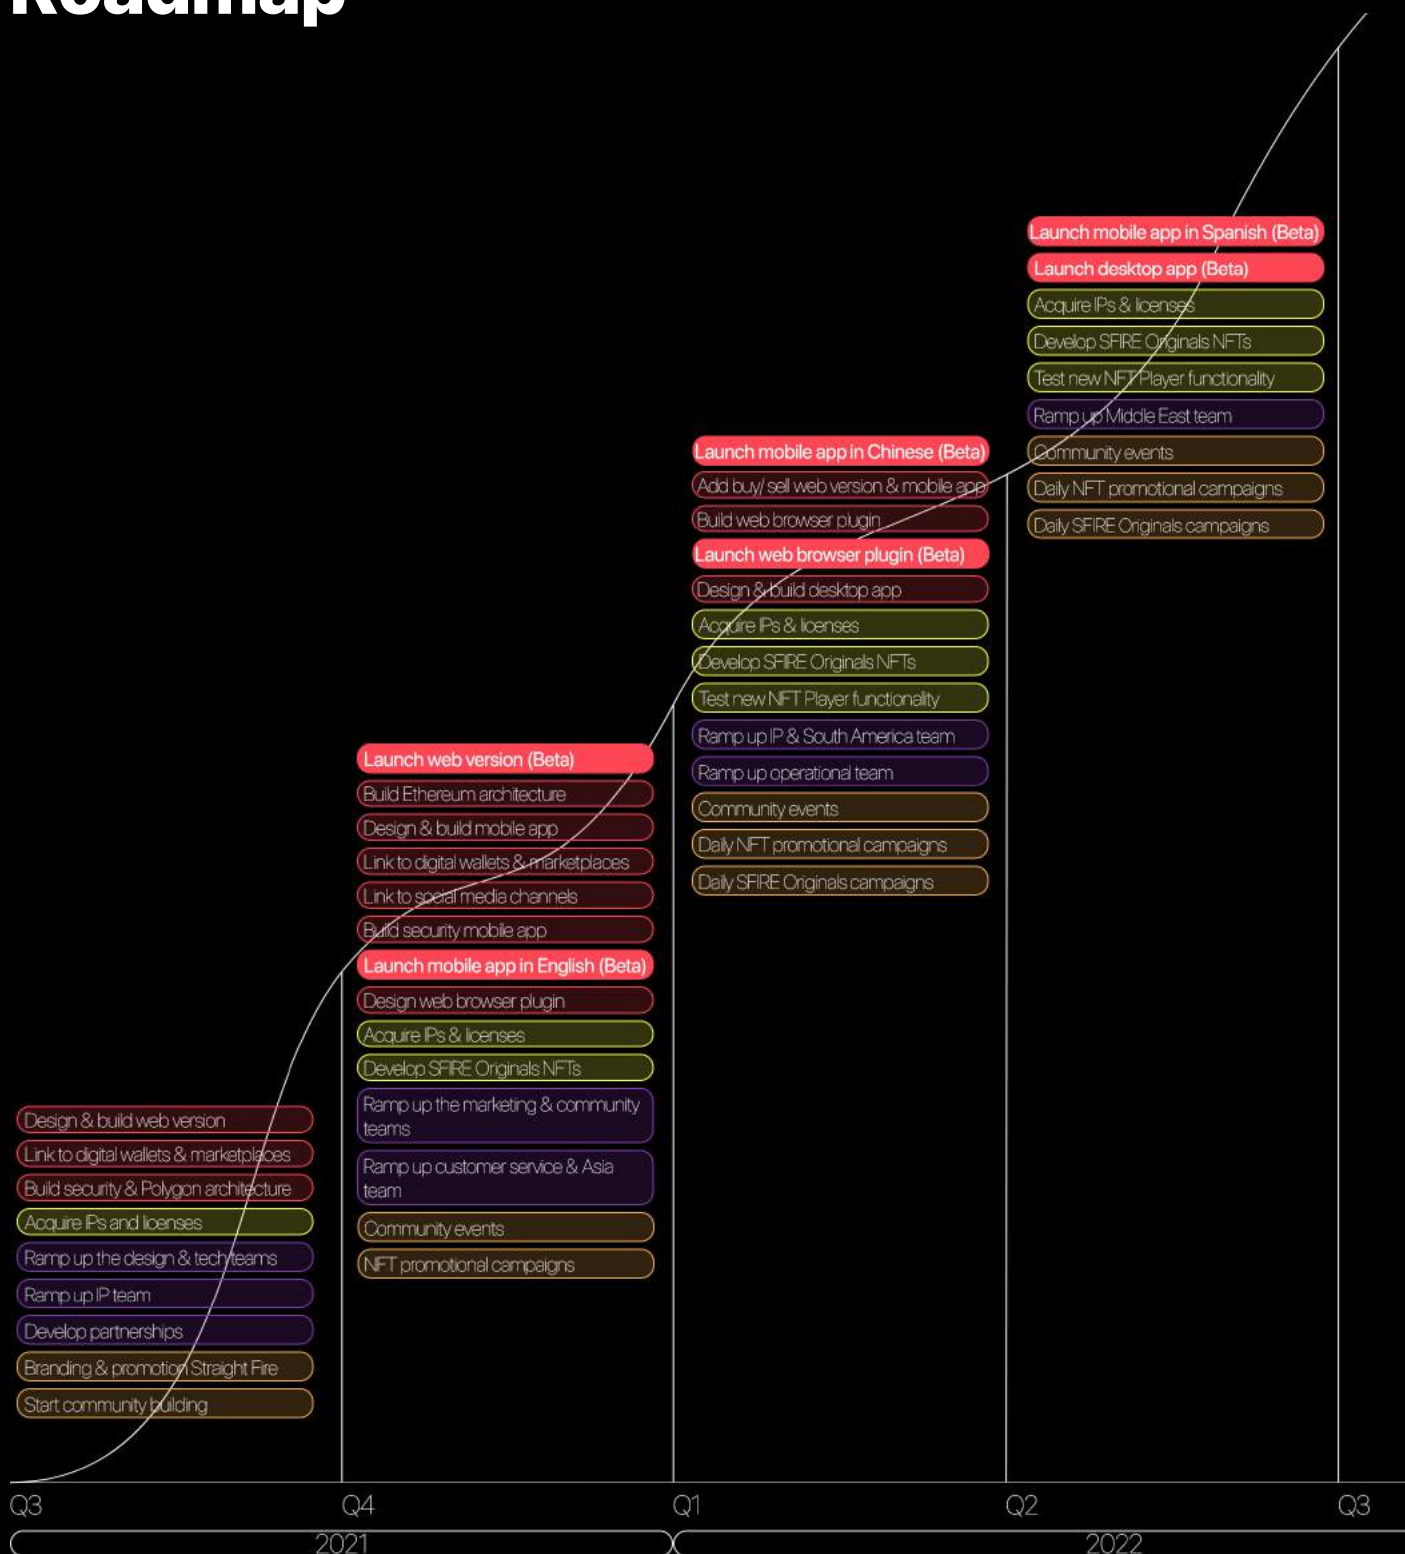 Roadmap
Design & build web version
Link to digital wallets & marketplaces
Build security & Polygon architecture
Acquire IPs and licenses
Ramp up the design & tech teams
Ramp up IP team
Develop partnerships
Branding & promotion Straight Fire
Start community building
Launch web version (Beta)
Build Ethereum architecture
Design & build mobile app
Link to digital wallets & marketplaces
Link to social media channels
Build security mobile app
Launch mobile app in English (Beta)
Design web browser plugin
Acquire IPs & licenses
Develop SFIRE Originals NFTs
Ramp up the marketing & community
teams
Ramp up customer service & Asia
team
Community events
NFT promotional campaigns
Launch mobile app in Chinese (Beta)
Add buy/ sell web version & mobile app
Build web browser plugin
Launch web browser plugin (Beta)
Design & build desktop app
Acquire IPs & licenses
Develop SFIRE Originals NFTs
Test new NFT Player functionality
Ramp up IP & South America team
Ramp up operational team
Community events
Daily NFT promotional campaigns
Daily SFIRE Originals campaigns
Launch mobile app in Spanish (Beta)
Launch desktop app (Beta)
Acquire IPs & licenses
Develop SFIRE Originals NFTs
Test new NFT Player functionality
Ramp up Middle East team
Community events
Daily NFT promotional campaigns
Daily SFIRE Originals campaigns
Q3 Q4 Q1 Q2 Q3
2021 2022